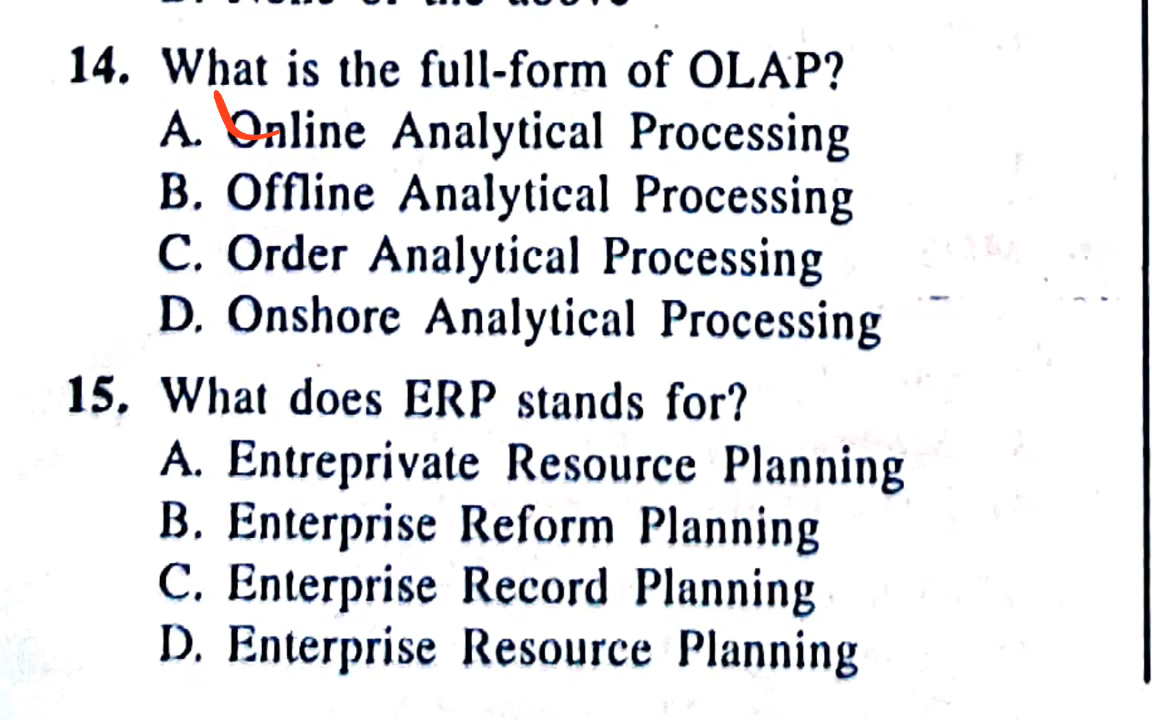 14. What is the full-form of OLAP?
A. Online Analytical Processing
B. Offline Analytical Processing
C. Order Analytical Processing
D. Onshore Analytical Processing
15. What does ERP stands for?
A. Entreprivate Resource Planning
B. Enterprise Reform Planning
C. Enterprise Record Planning
D. Enterprise Resource Planning